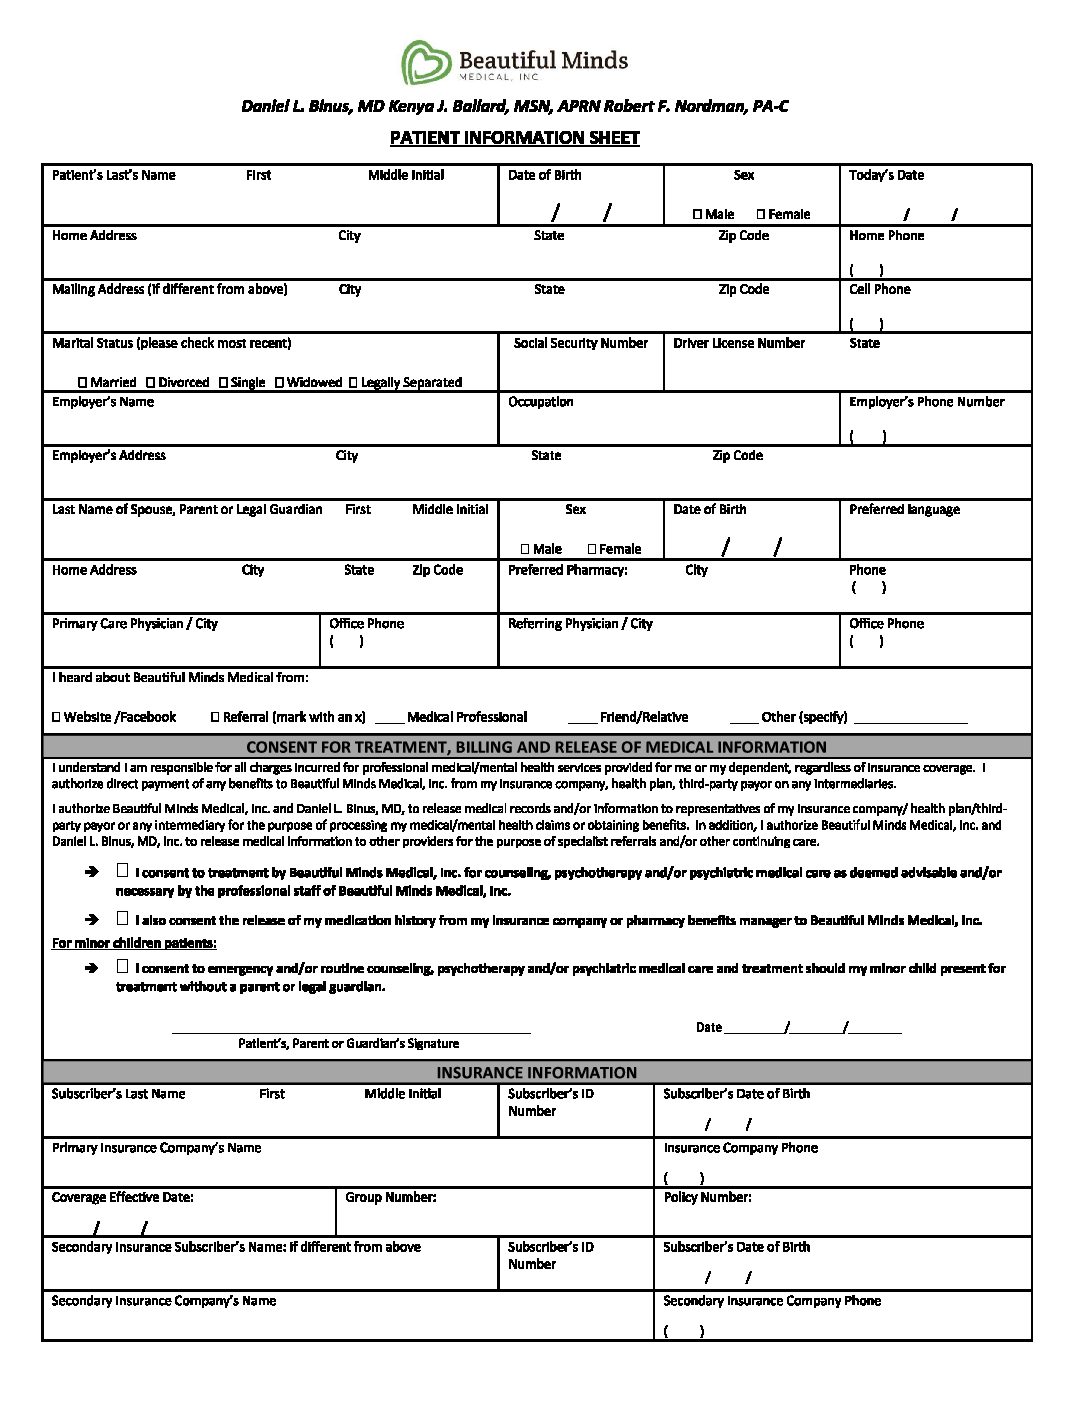 Beautiful Minds
MEDICAL, INC.
Daniel L. Binus, MD Kenya J. Ballard, MSN, APRN Robert F. Nordman, PA-C
PATIENT INFORMATION SHEET
Patient's Last's Name First Middle Initial Date of Birth Sex Today's Date
/ / ☐ Male ☐ Female / /
Home Address City State Zip Code Home Phone
( )
Mailing Address (if different from above) City State Zip Code Cell Phone
( )
Marital Status (please check most recent) Social Security Number Driver License Number State
☐ Married ☐ Divorced ☐ Single ☐ Widowed ☐ Legally Separated
Employer's Name Occupation Employer's Phone Number
( )
Employer's Address City State Zip Code
Last Name of Spouse, Parent or Legal Guardian First Middle Initial Sex Date of Birth Preferred language
☐ Male ☐ Female / /
Home Address City State Zip Code Preferred Pharmacy: City Phone
( )
Primary Care Physician / City Office Phone Referring Physician / City Office Phone
( ) ( )
I heard about Beautiful Minds Medical from:
☐ Website /Facebook ☐ Referral (mark with an x) ____ Medical Professional ____ Friend/Relative ____ Other (specify) _______________
CONSENT FOR TREATMENT, BILLING AND RELEASE OF MEDICAL INFORMATION
I understand I am responsible for all charges incurred for professional medical/mental health services provided for me or my dependent, regardless of insurance coverage. I
authorize direct payment of any benefits to Beautiful Minds Medical, Inc. from my insurance company, health plan, third-party payor on any intermediaries.
I authorize Beautiful Minds Medical, Inc. and Daniel L. Binus, MD, to release medical records and/or information to representatives of my insurance company/ health plan/third-
party payor or any intermediary for the purpose of processing my medical/mental health claims or obtaining benefits. In addition, I authorize Beautiful Minds Medical, Inc. and
Daniel L. Binus, MD, Inc. to release medical information to other providers for the purpose of specialist referrals and/or other continuing care.
➔ ☐ I consent to treatment by Beautiful Minds Medical, Inc. for counseling, psychotherapy and/or psychiatric medical care as deemed advisable and/or
necessary by the professional staff of Beautiful Minds Medical, Inc.
➔ ☐ I also consent the release of my medication history from my insurance company or pharmacy benefits manager to Beautiful Minds Medical, Inc.
For minor children patients:
➔ ☐ I consent to emergency and/or routine counseling, psychotherapy and/or psychiatric medical care and treatment should my minor child present for
treatment without a parent or legal guardian.
Date ________/_______/_______
Patient's, Parent or Guardian's Signature
INSURANCE INFORMATION
Subscriber's Last Name First Middle Initial Subscriber's ID Subscriber's Date of Birth
Number / /
Primary Insurance Company's Name Insurance Company Phone
( )
Coverage Effective Date: Group Number: Policy Number:
/ /
Secondary Insurance Subscriber's Name: if different from above Subscriber's ID Subscriber's Date of Birth
Number / /
Secondary Insurance Company's Name Secondary Insurance Company Phone
( )